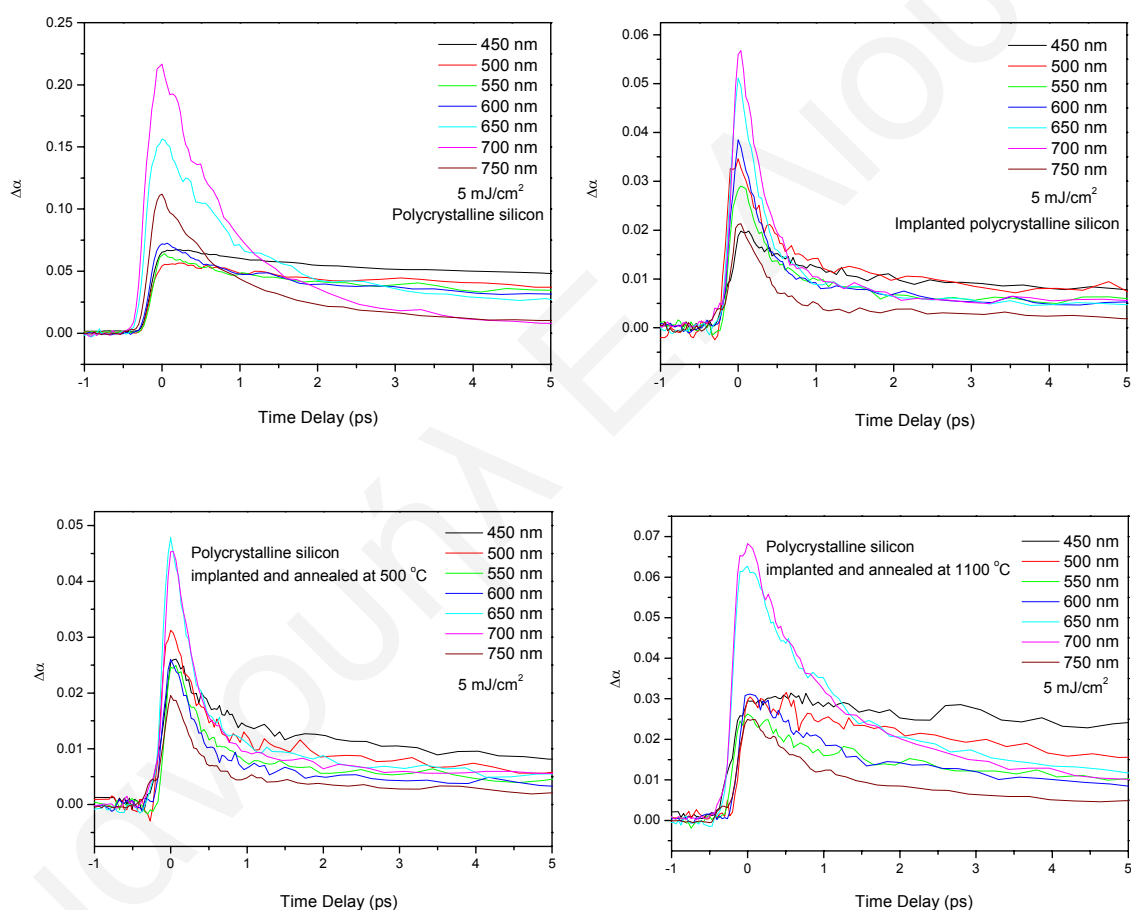 0.25
0.20
0.15
0.10
0.05
0.00
Δα
-1 0 1 2 3 4 5
Time Delay (ps)
450 nm
500 nm
550 nm
600 nm
650 nm
700 nm
750 nm
5 mJ/cm²
Polycrystalline silicon
0.06
0.05
0.04
0.03
0.02
0.01
0.00
Δα
-1 0 1 2 3 4 5
Time Delay (ps)
450 nm
500 nm
550 nm
600 nm
650 nm
700 nm
750 nm
5 mJ/cm²
Implanted polycrystalline silicon
0.05
0.04
0.03
0.02
0.01
0.00
Δα
-1 0 1 2 3 4 5
Time Delay (ps)
Polycrystalline silicon
implanted and annealed at 500 °C
450 nm
500 nm
550 nm
600 nm
650 nm
700 nm
750 nm
5 mJ/cm²
0.07
0.06
0.05
0.04
0.03
0.02
0.01
0.00
Δα
-1 0 1 2 3 4 5
Time Delay (ps)
Polycrystalline silicon
implanted and annealed at 1100 °C
450 nm
500 nm
550 nm
600 nm
650 nm
700 nm
750 nm
5 mJ/cm²